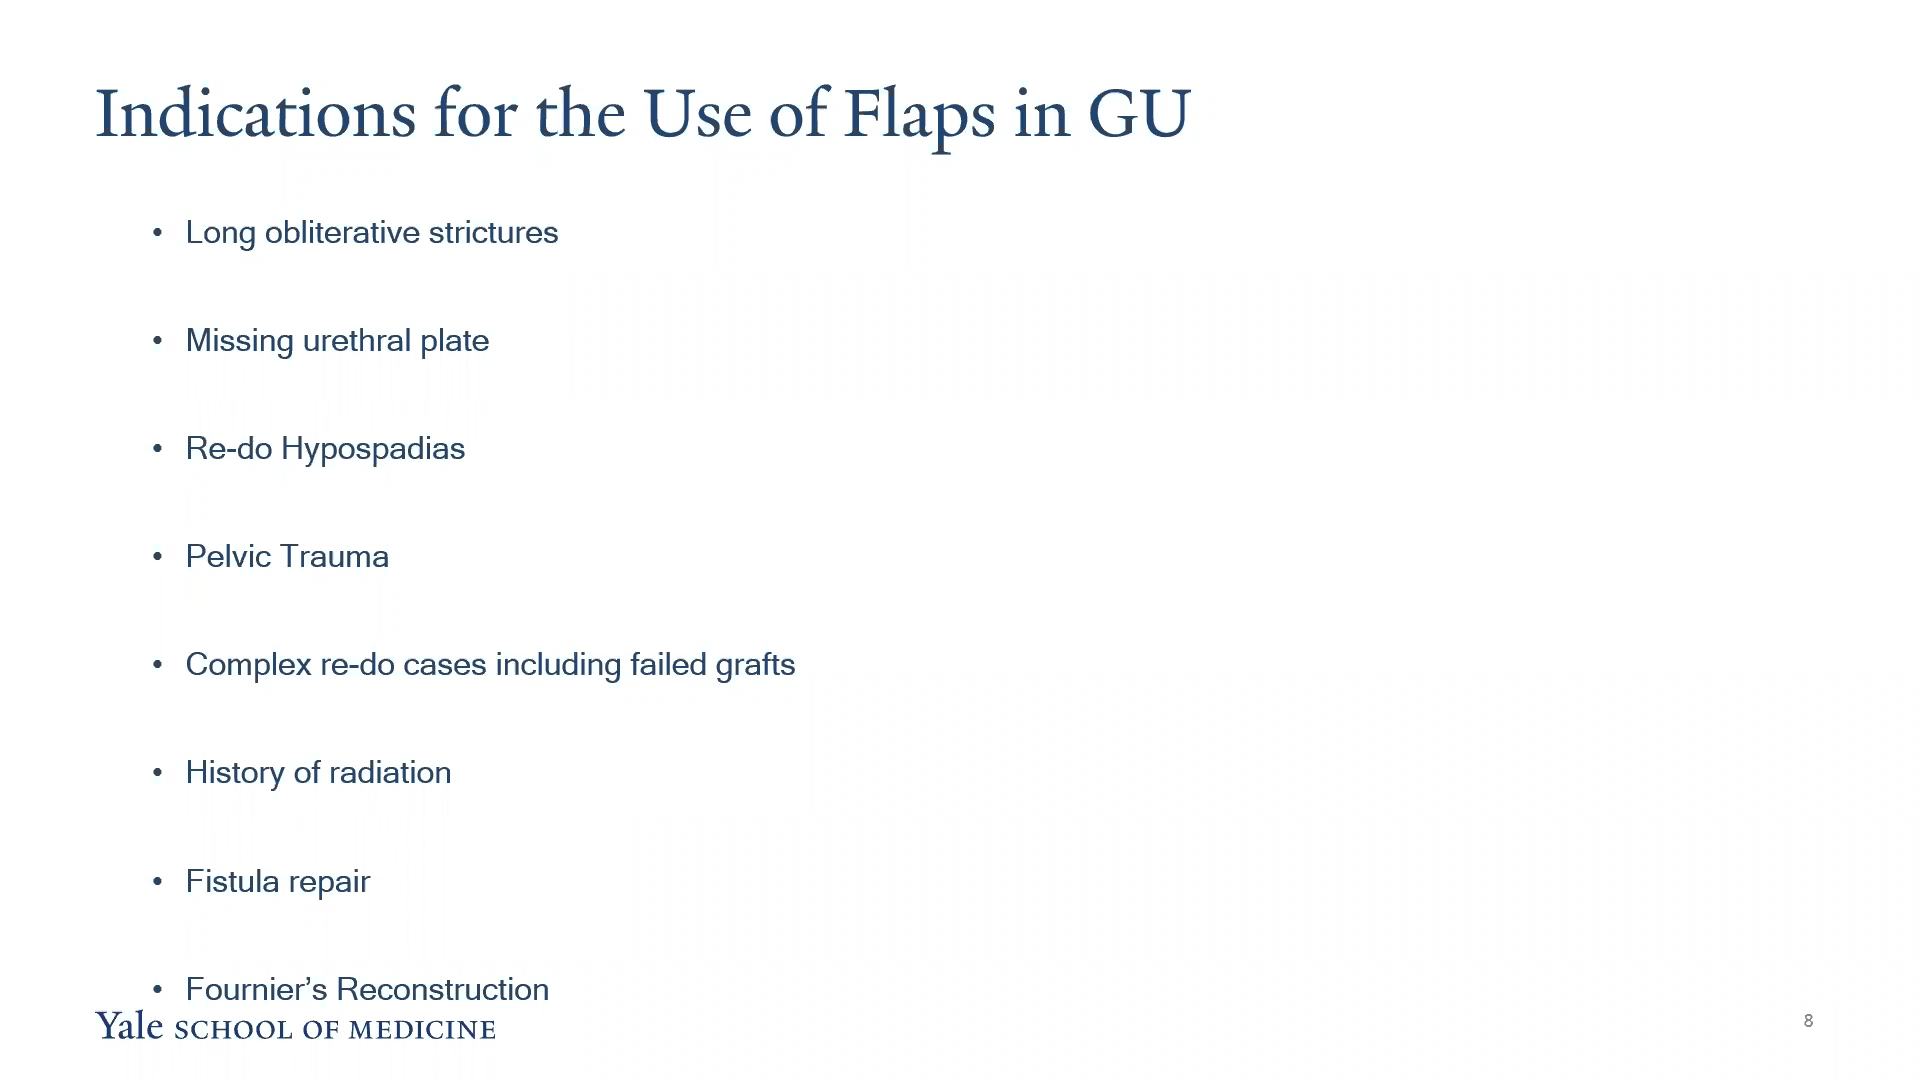 Indications for the Use of Flaps in GU
• Long obliterative strictures
• Missing urethral plate
• Re-do Hypospadias
• Pelvic Trauma
• Complex re-do cases including failed grafts
• History of radiation
• Fistula repair
• Fournier’s Reconstruction
Yale SCHOOL OF MEDICINE
8